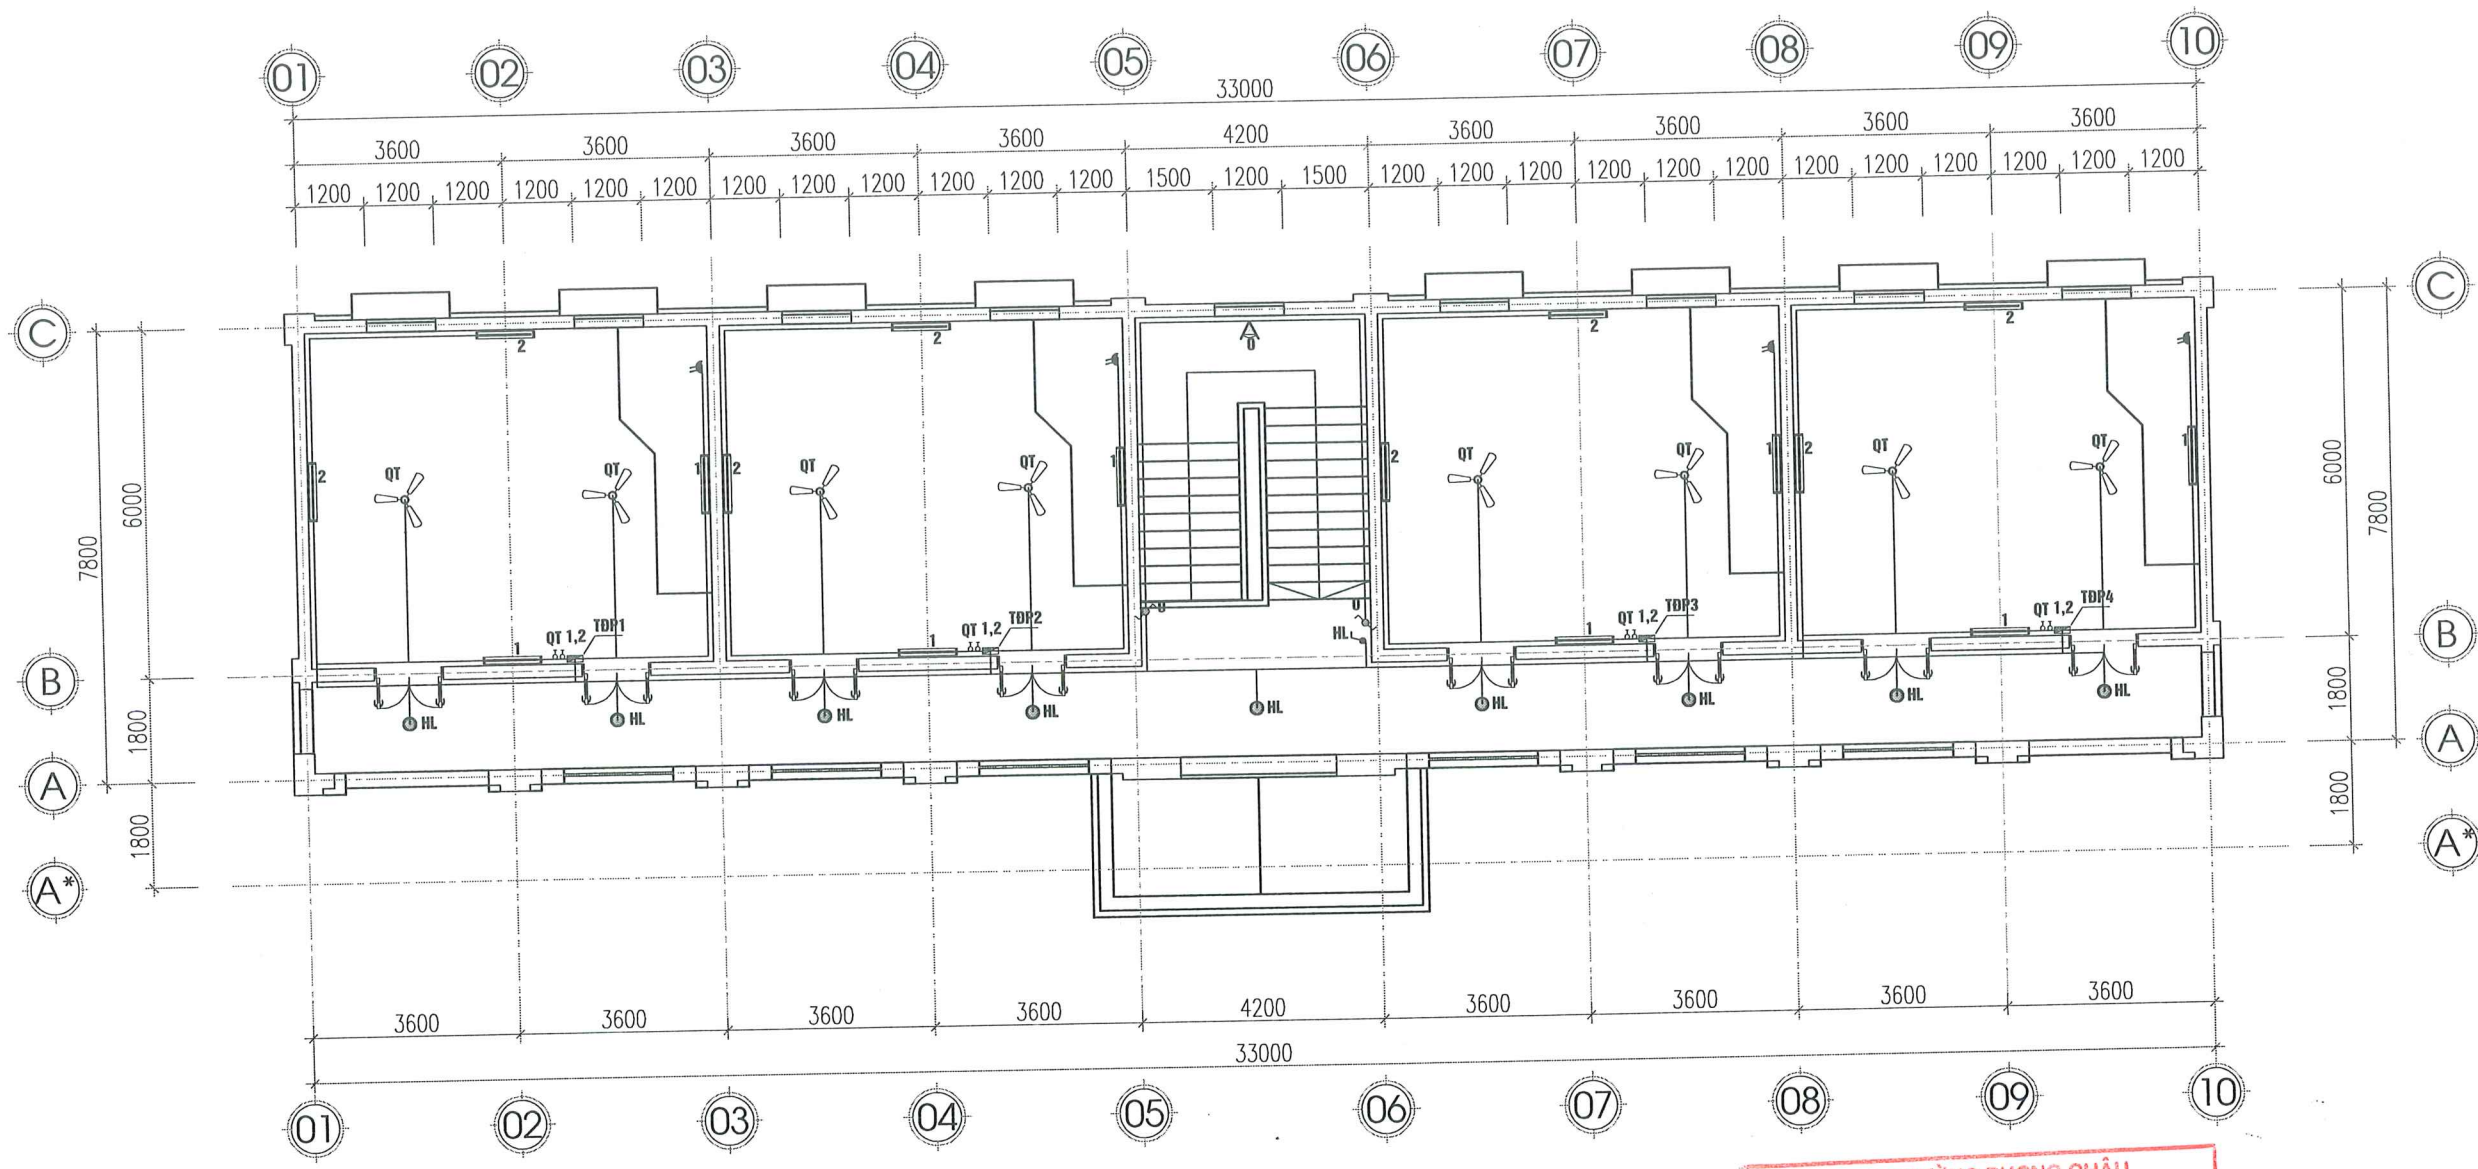 01 02 03 04 05 06 07 08 09 10
33000
3600 3600 3600 3600 4200 3600 3600 3600 3600
1200 1200 1200 1200 1200 1200 1200 1200 1200 1200 1200 1200 1500 1200 1500 1200 1200 1200 1200 1200 1200 1200 1200 1200 1200 1200 1200
C C
2 2 0 2 2
6000 7800 2 QT QT 1 2 QT QT 1 2 QT QT 1 2 QT QT 1 6000 7800
1 QT 1,2 TĐP1 1 QT 1,2 TĐP2 0 0 HL 1 QT 1,2 TĐP3 1 QT 1,2 TĐP4
B B
1800 HL HL HL HL HL HL HL HL HL 1800
A A
1800 1800
A* A*
3600 3600 3600 3600 4200 3600 3600 3600 3600
33000
01 02 03 04 05 06 07 08 09 10